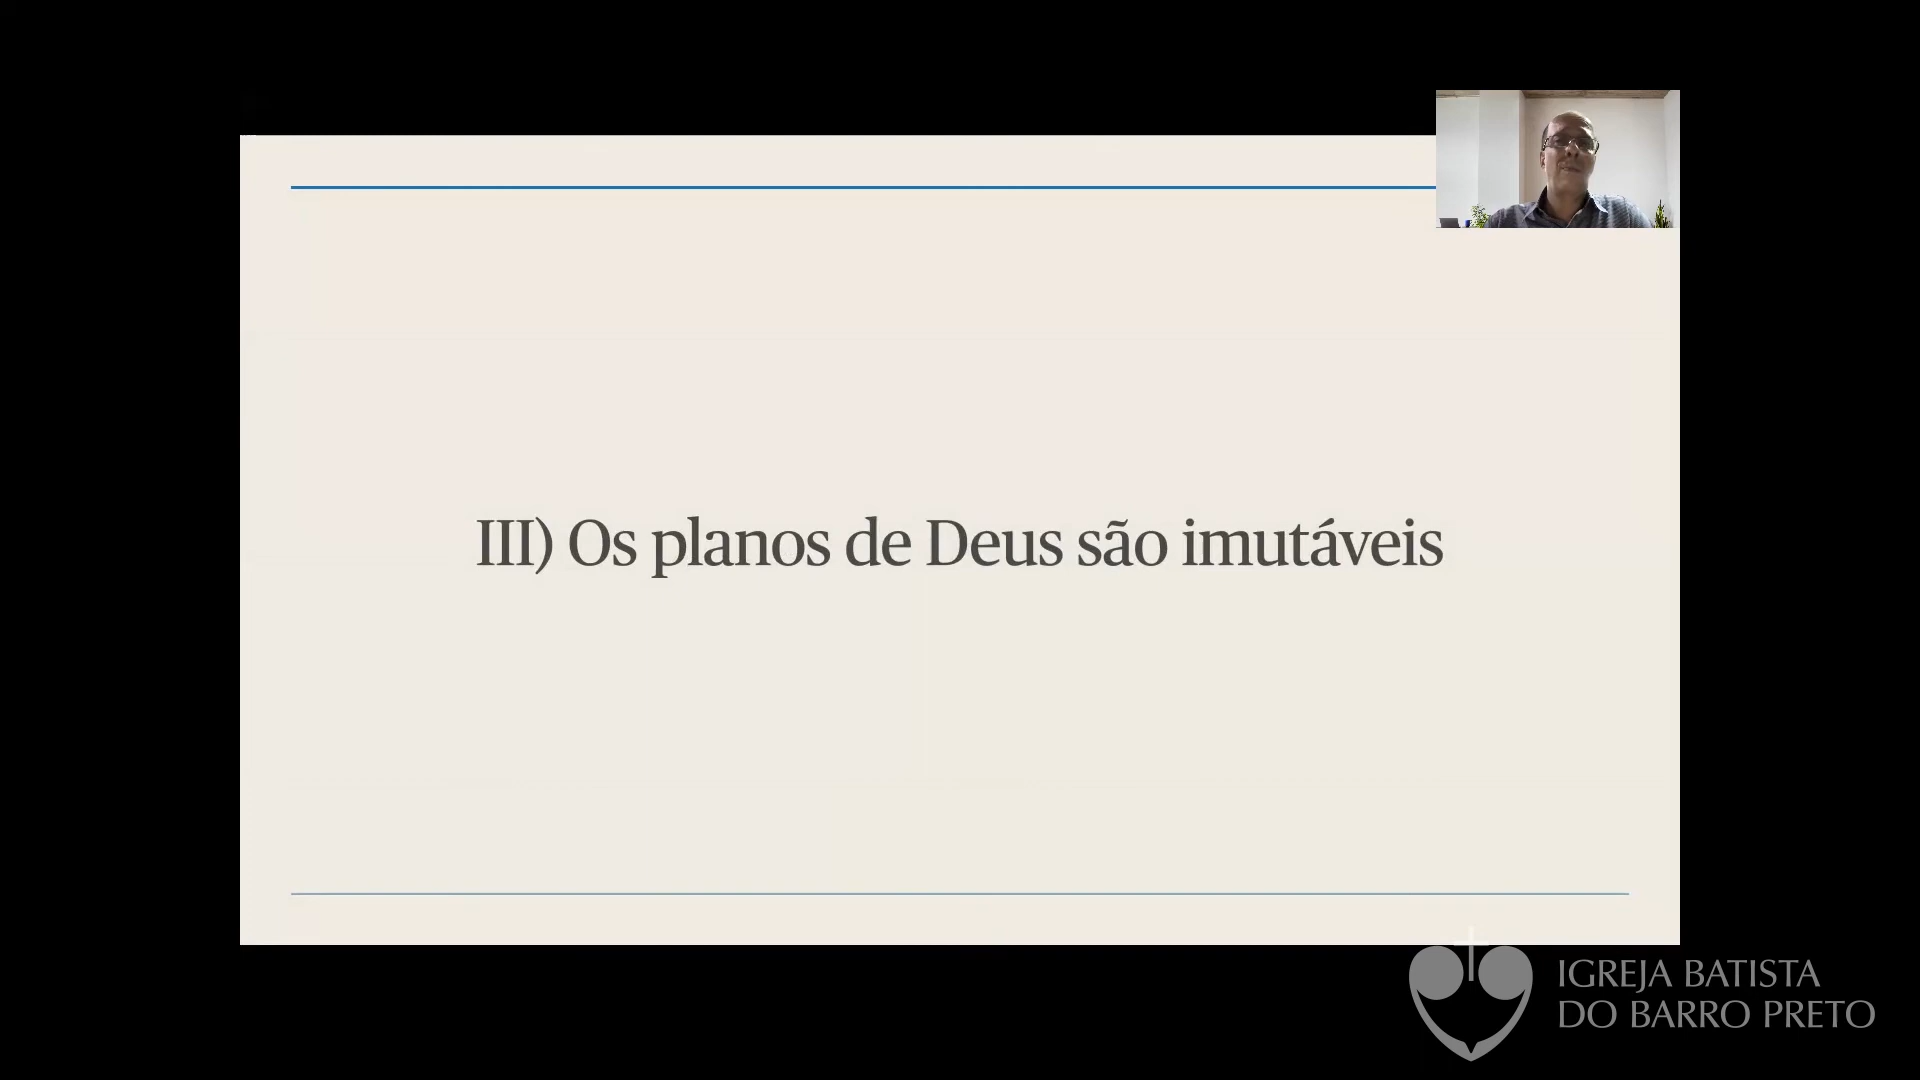 III) Os planos de Deus são imutáveis
IGREJA BATISTA
DO BARRO PRETO